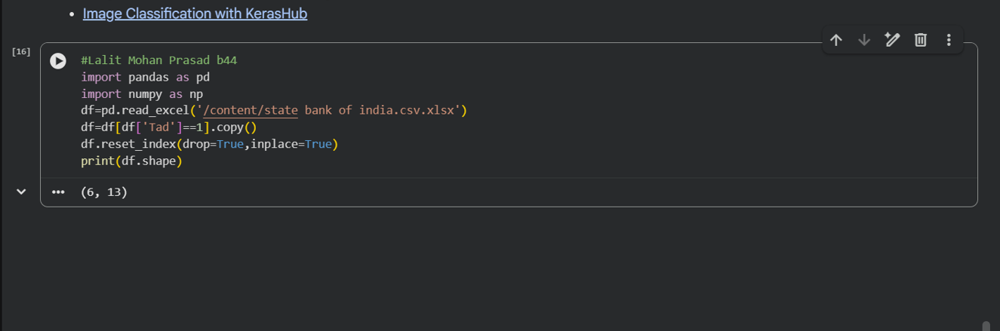 Image Classification with KerasHub
[16]
#Lalit Mohan Prasad b44
import pandas as pd
import numpy as np
df=pd.read_excel('/content/state bank of india.csv.xlsx')
df=df[df['Tad']==1].copy()
df.reset_index(drop=True,inplace=True)
print(df.shape)
(6, 13)